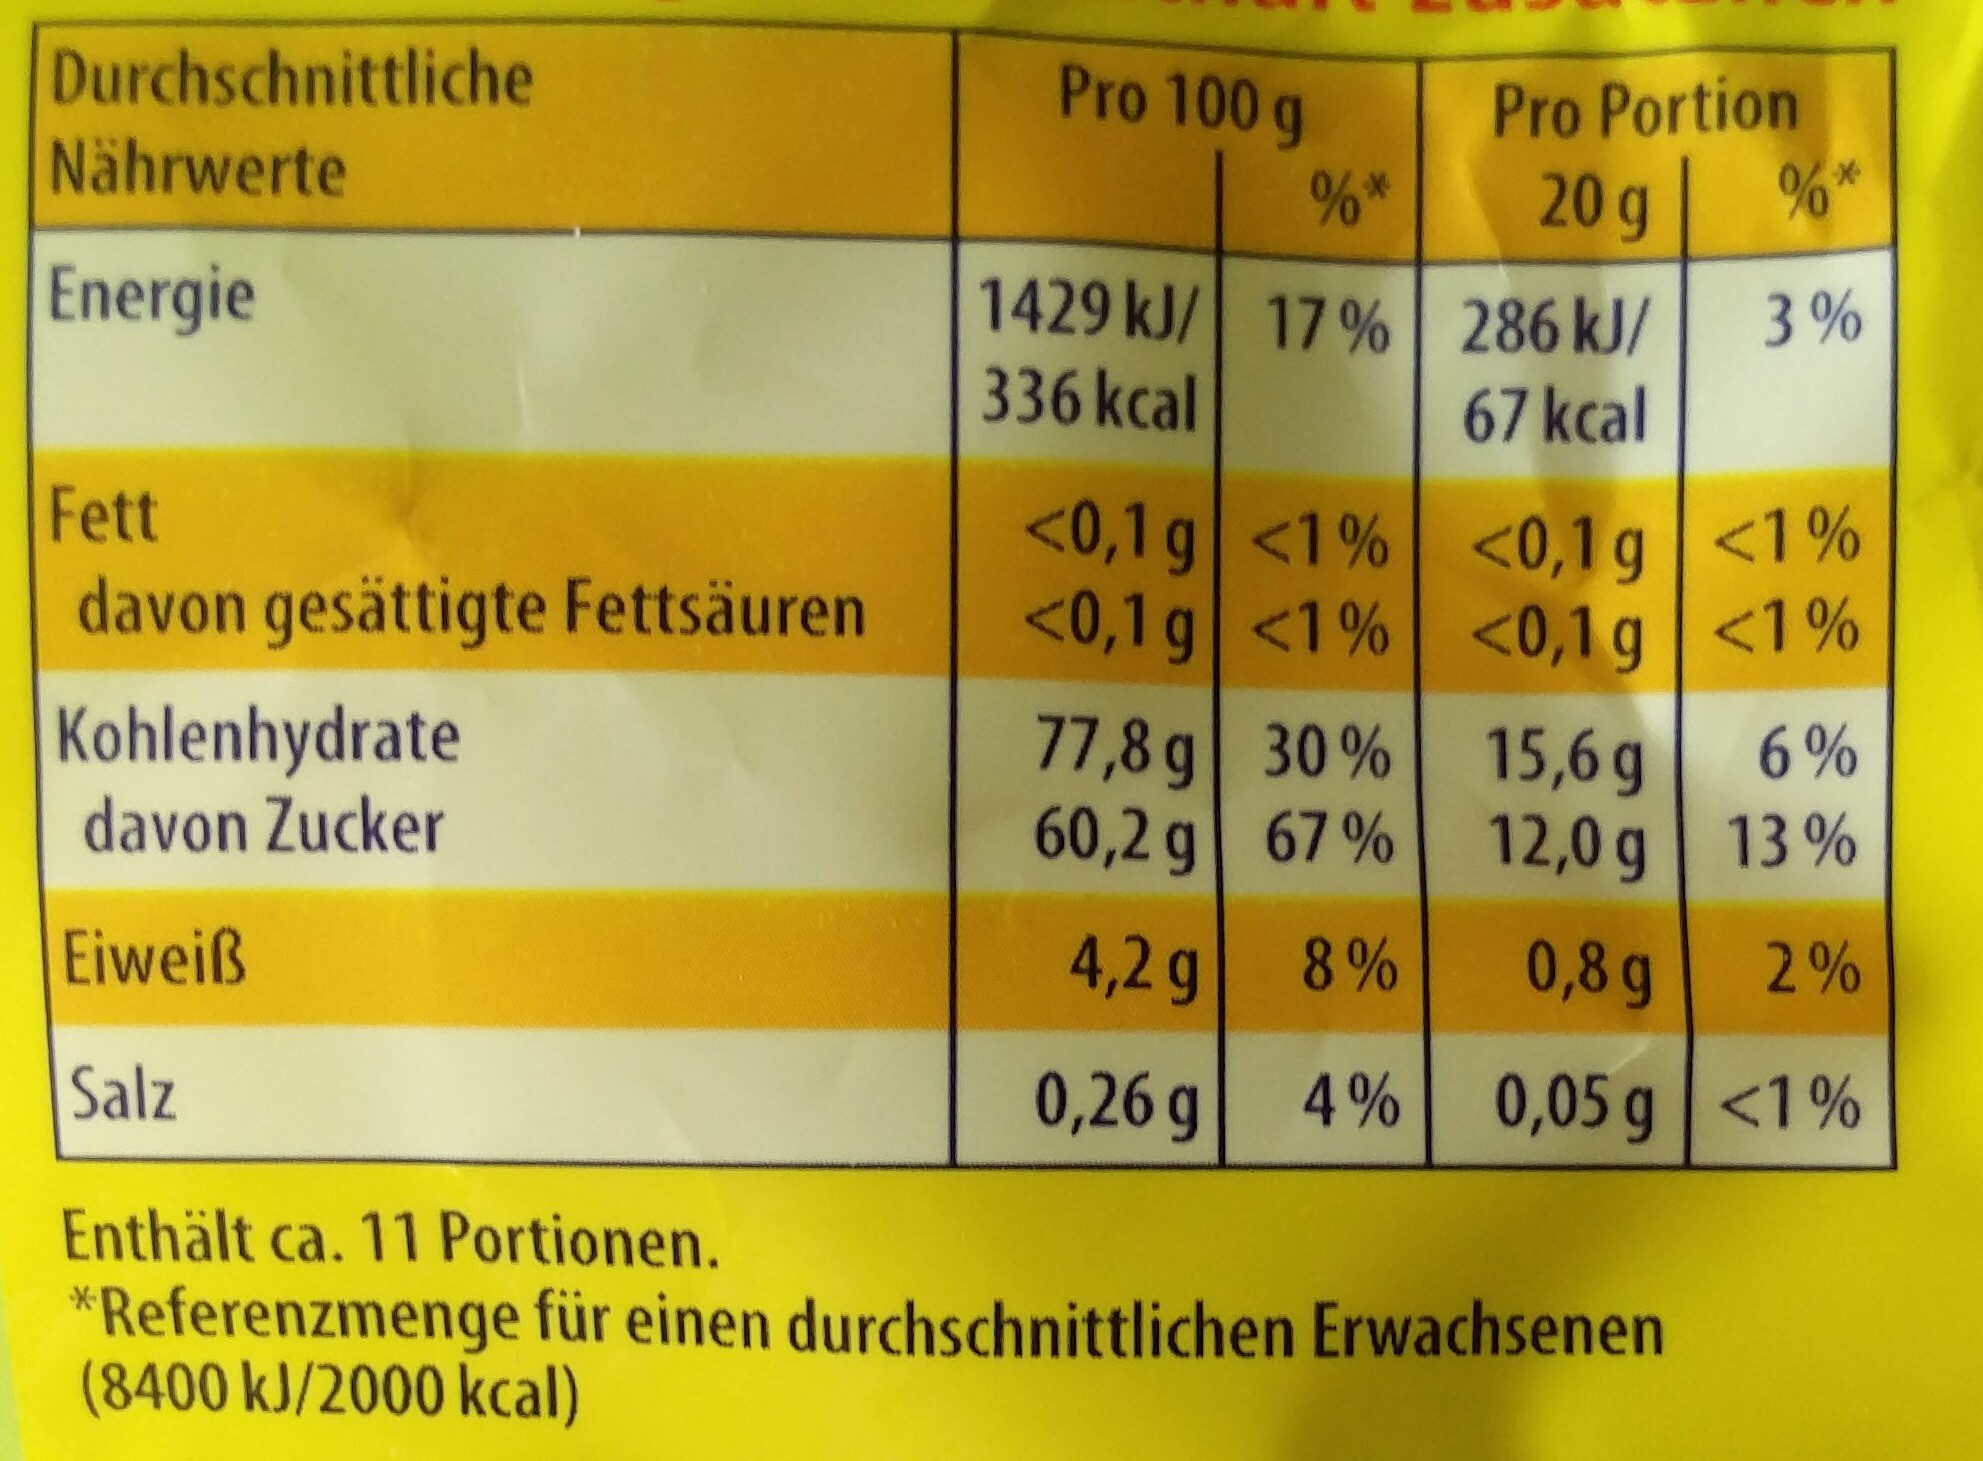 Durchschnittliche Nährwerte Pro 100 g %* Pro Portion 20 g %*
Energie 1429 kJ/ 17 % 286 kJ/ 3 %
336 kcal 67 kcal
Fett <0,1 g <1 % <0,1 g <1 %
davon gesättigte Fettsäuren <0,1 g <1 % <0,1 g <1 %
Kohlenhydrate 77,8 g 30 % 15,6 g 6 %
davon Zucker 60,2 g 67 % 12,0 g 13 %
Eiweiß 4,2 g 8 % 0,8 g 2 %
Salz 0,26 g 4 % 0,05 g <1 %
Enthält ca. 11 Portionen.
*Referenzmenge für einen durchschnittlichen Erwachsenen
(8400 kJ/2000 kcal)